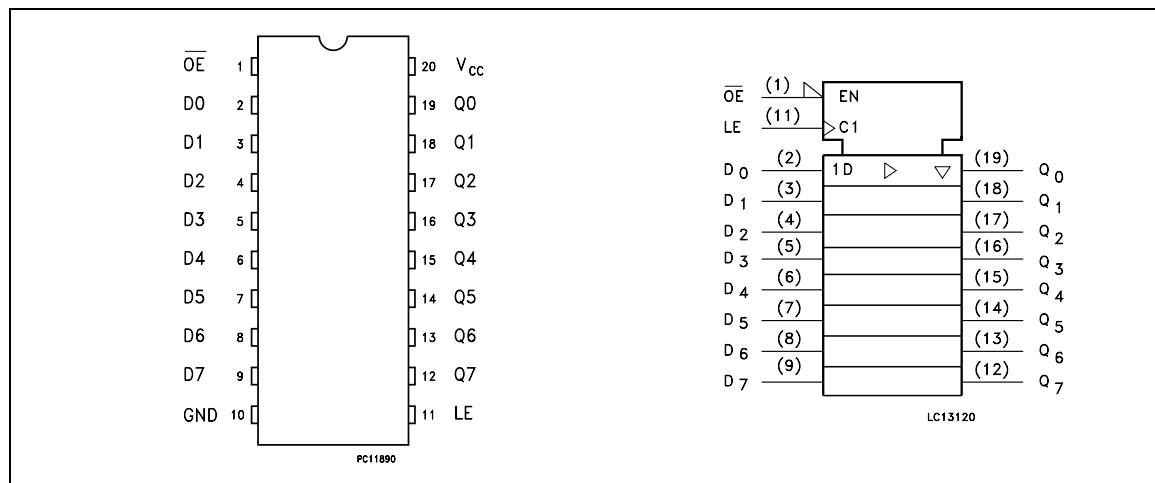 OE 1 20 VCC
D0 2 19 Q0
D1 3 18 Q1
D2 4 17 Q2
D3 5 16 Q3
D4 6 15 Q4
D5 7 14 Q5
D6 8 13 Q6
D7 9 12 Q7
GND 10 11 LE
PC11890
OE (1) EN
LE (11) C1
D0 (2) 1D (19) Q0
D1 (3) (18) Q1
D2 (4) (17) Q2
D3 (5) (16) Q3
D4 (6) (15) Q4
D5 (7) (14) Q5
D6 (8) (13) Q6
D7 (9) (12) Q7
LC13120